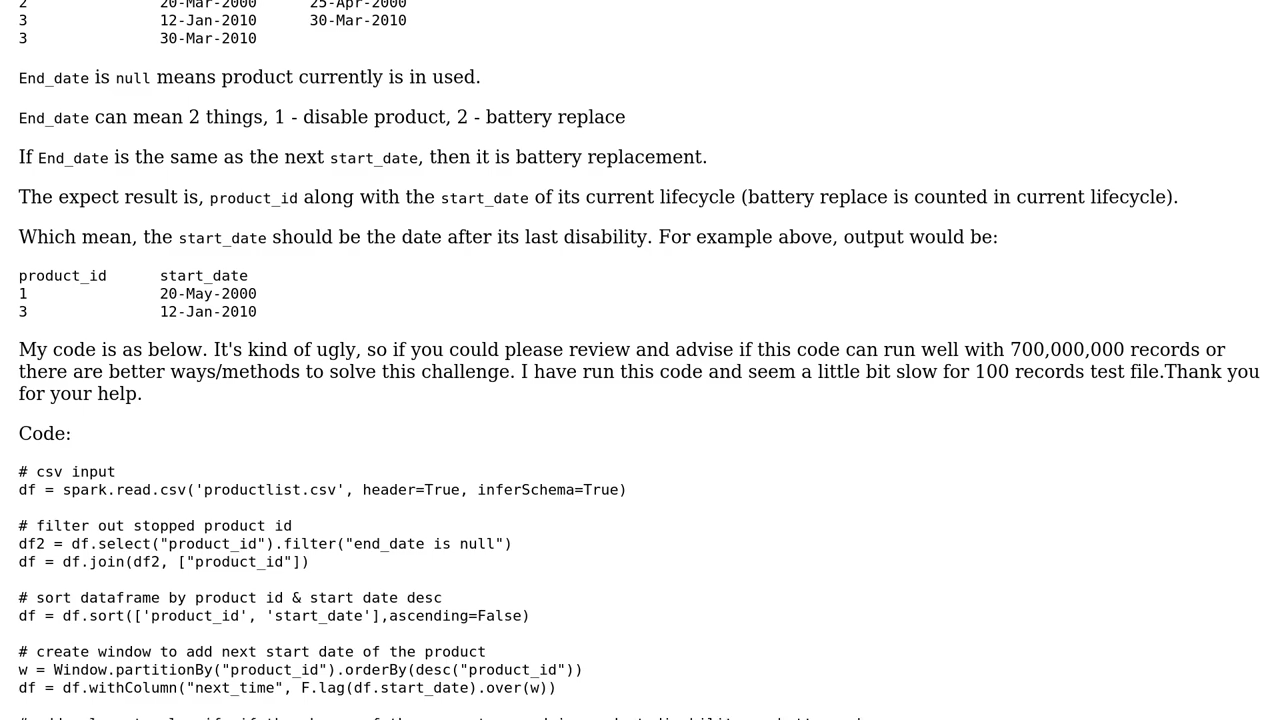 2 20-Mar-2000 25-Apr-2000
3 12-Jan-2010 30-Mar-2010
3 30-Mar-2010
End_date is null means product currently is in used.
End_date can mean 2 things, 1 - disable product, 2 - battery replace
If End_date is the same as the next start_date, then it is battery replacement.
The expect result is, product_id along with the start_date of its current lifecycle (battery replace is counted in current lifecycle).
Which mean, the start_date should be the date after its last disability. For example above, output would be:
product_id start_date
1 20-May-2000
3 12-Jan-2010
My code is as below. It's kind of ugly, so if you could please review and advise if this code can run well with 700,000,000 records or
there are better ways/methods to solve this challenge. I have run this code and seem a little bit slow for 100 records test file.Thank you
for your help.
Code:
# csv input
df = spark.read.csv('productlist.csv', header=True, inferSchema=True)
# filter out stopped product id
df2 = df.select("product_id").filter("end_date is null")
df = df.join(df2, ["product_id"])
# sort dataframe by product id & start date desc
df = df.sort(['product_id', 'start_date'],ascending=False)
# create window to add next start date of the product
w = Window.partitionBy("product_id").orderBy(desc("product_id"))
df = df.withColumn("next_time", F.lag(df.start_date).over(w))